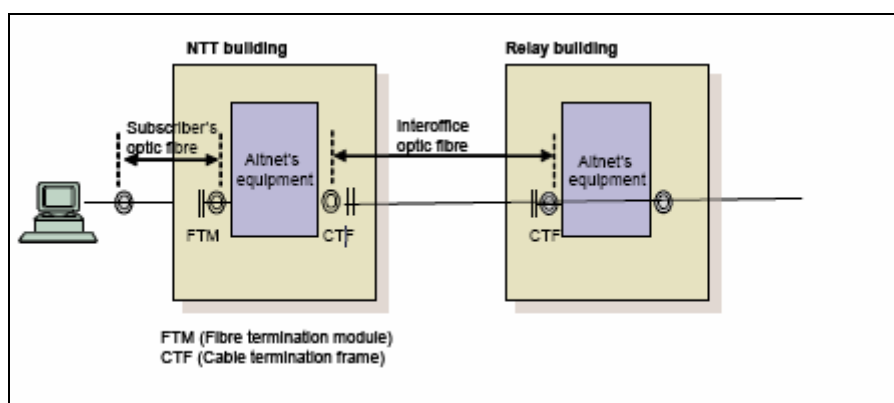 NTT building
Relay building
Subscriber's
optic fibre
Interoffice
optic fibre
Altnet's
equipment
Altnet's
equipment
FTM
CTF
CTF
FTM (Fibre termination module)
CTF (Cable termination frame)